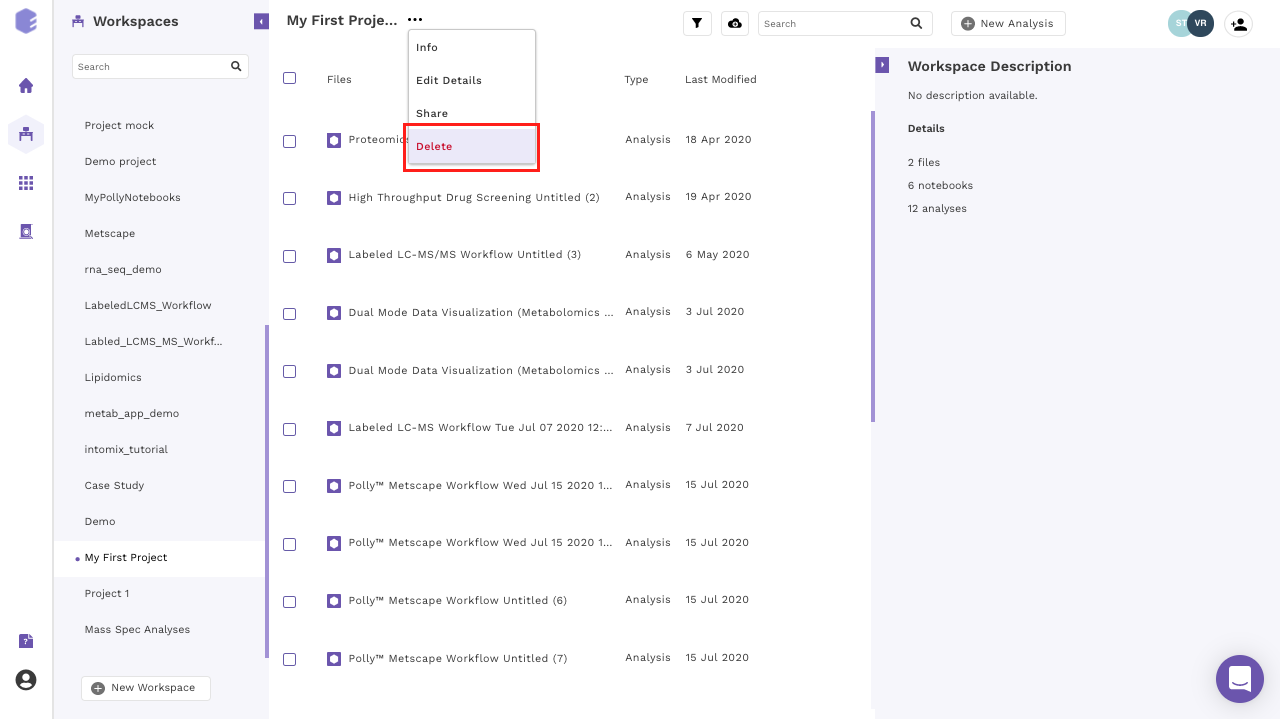 Workspaces
Search
Project mock
Demo project
MyPollyNotebooks
Metscape
rna_seq_demo
LabeledLCMS_Workflow
Labled_LCMS_MS_Workf...
Lipidomics
metab_app_demo
intomix_tutorial
Case Study
Demo
My First Project
Project 1
Mass Spec Analyses
New Workspace
My First Proje...
Info
Edit Details
Share
Delete
Search
New Analysis
ST
VR
Files
Type
Last Modified
Proteomics
Analysis
18 Apr 2020
High Throughput Drug Screening Untitled (2)
Analysis
19 Apr 2020
Labeled LC-MS/MS Workflow Untitled (3)
Analysis
6 May 2020
Dual Mode Data Visualization (Metabolomics ...
Analysis
3 Jul 2020
Dual Mode Data Visualization (Metabolomics ...
Analysis
3 Jul 2020
Labeled LC-MS Workflow Tue Jul 07 2020 12:...
Analysis
7 Jul 2020
Polly™ Metscape Workflow Wed Jul 15 2020 1...
Analysis
15 Jul 2020
Polly™ Metscape Workflow Wed Jul 15 2020 1...
Analysis
15 Jul 2020
Polly™ Metscape Workflow Untitled (6)
Analysis
15 Jul 2020
Polly™ Metscape Workflow Untitled (7)
Analysis
15 Jul 2020
Workspace Description
No description available.
Details
2 files
6 notebooks
12 analyses